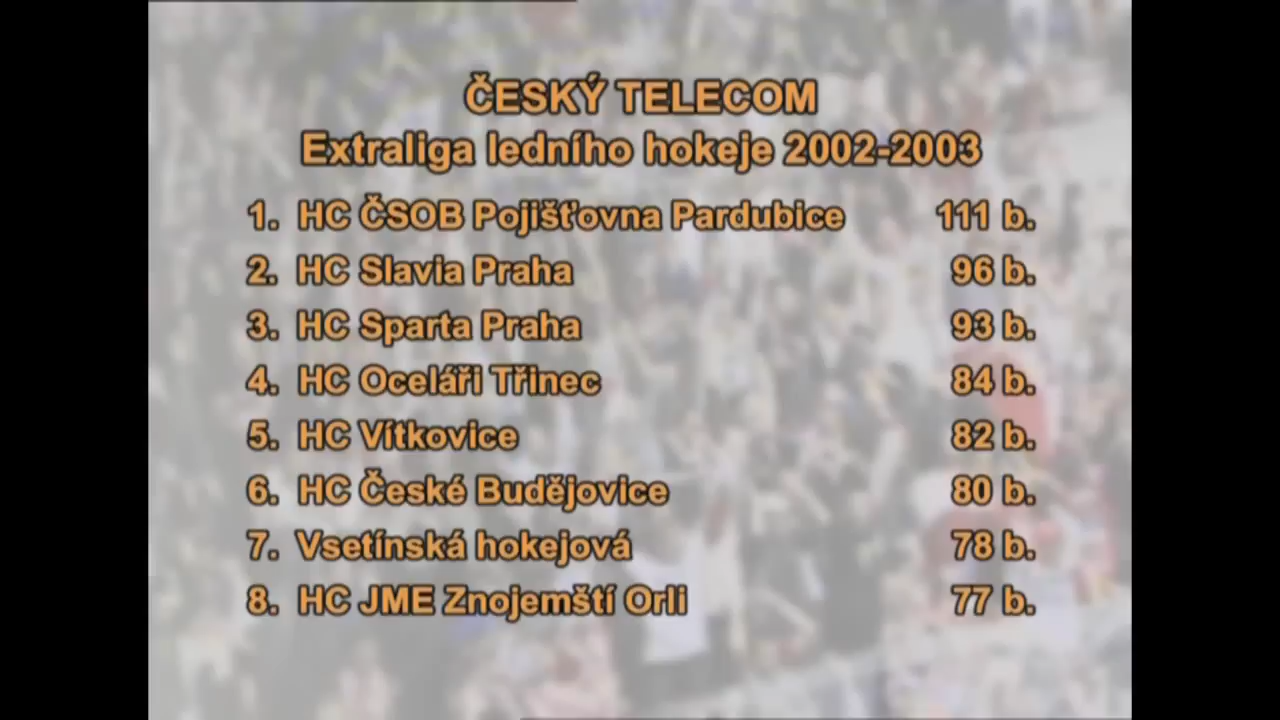 ČESKÝ TELECOM
Extraliga ledního hokeje 2002-2003
1. HC ČSOB Pojišťovna Pardubice 111 b.
2. HC Slavia Praha 96 b.
3. HC Sparta Praha 93 b.
4. HC Oceláři Třinec 84 b.
5. HC Vítkovice 82 b.
6. HC České Budějovice 80 b.
7. Vsetínská hokejová 78 b.
8. HC JME Znojemští Orli 77 b.